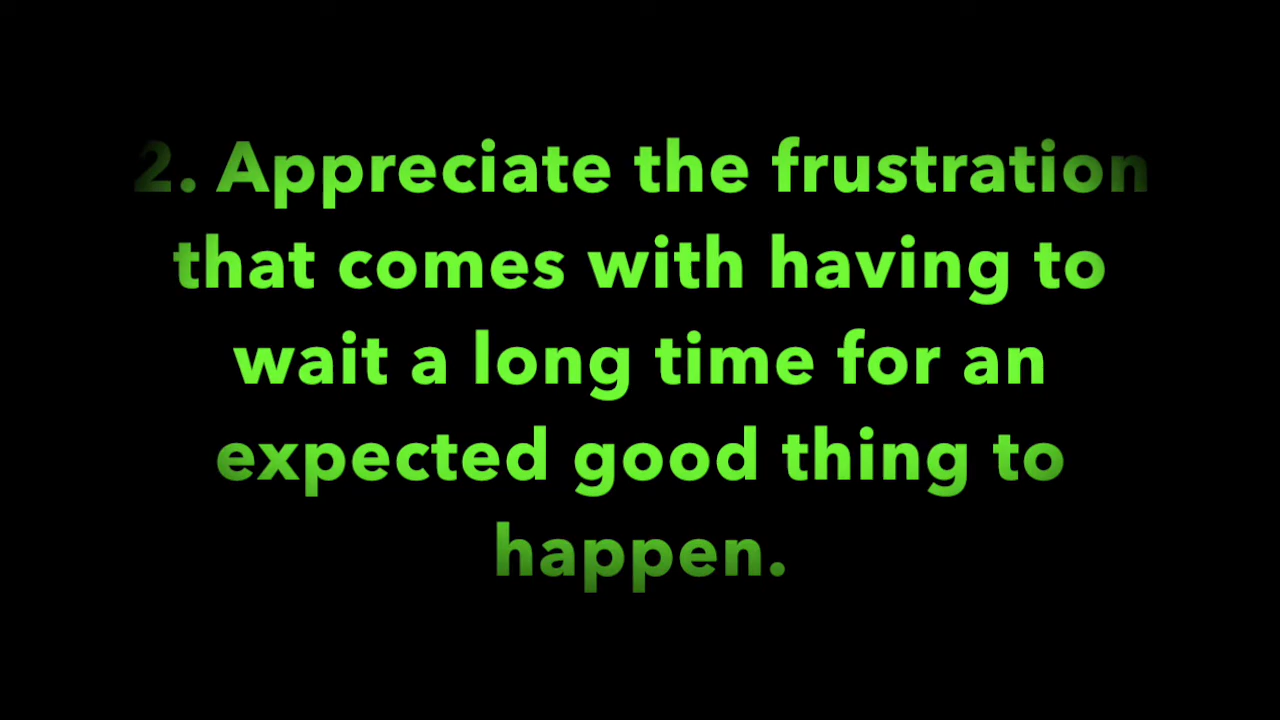 2. Appreciate the frustration
that comes with having to
wait a long time for an
expected good thing to
happen.